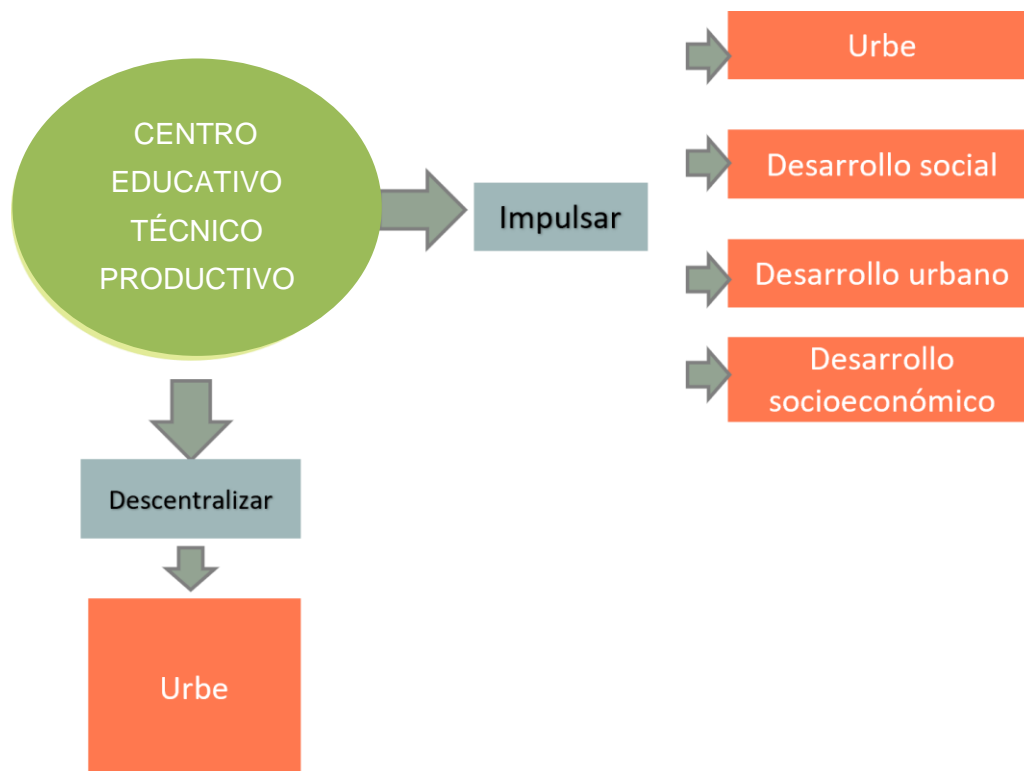 CENTRO
EDUCATIVO
TÉCNICO
PRODUCTIVO
Impulsar
Urbe
Desarrollo social
Desarrollo urbano
Desarrollo
socioeconómico
Descentralizar
Urbe